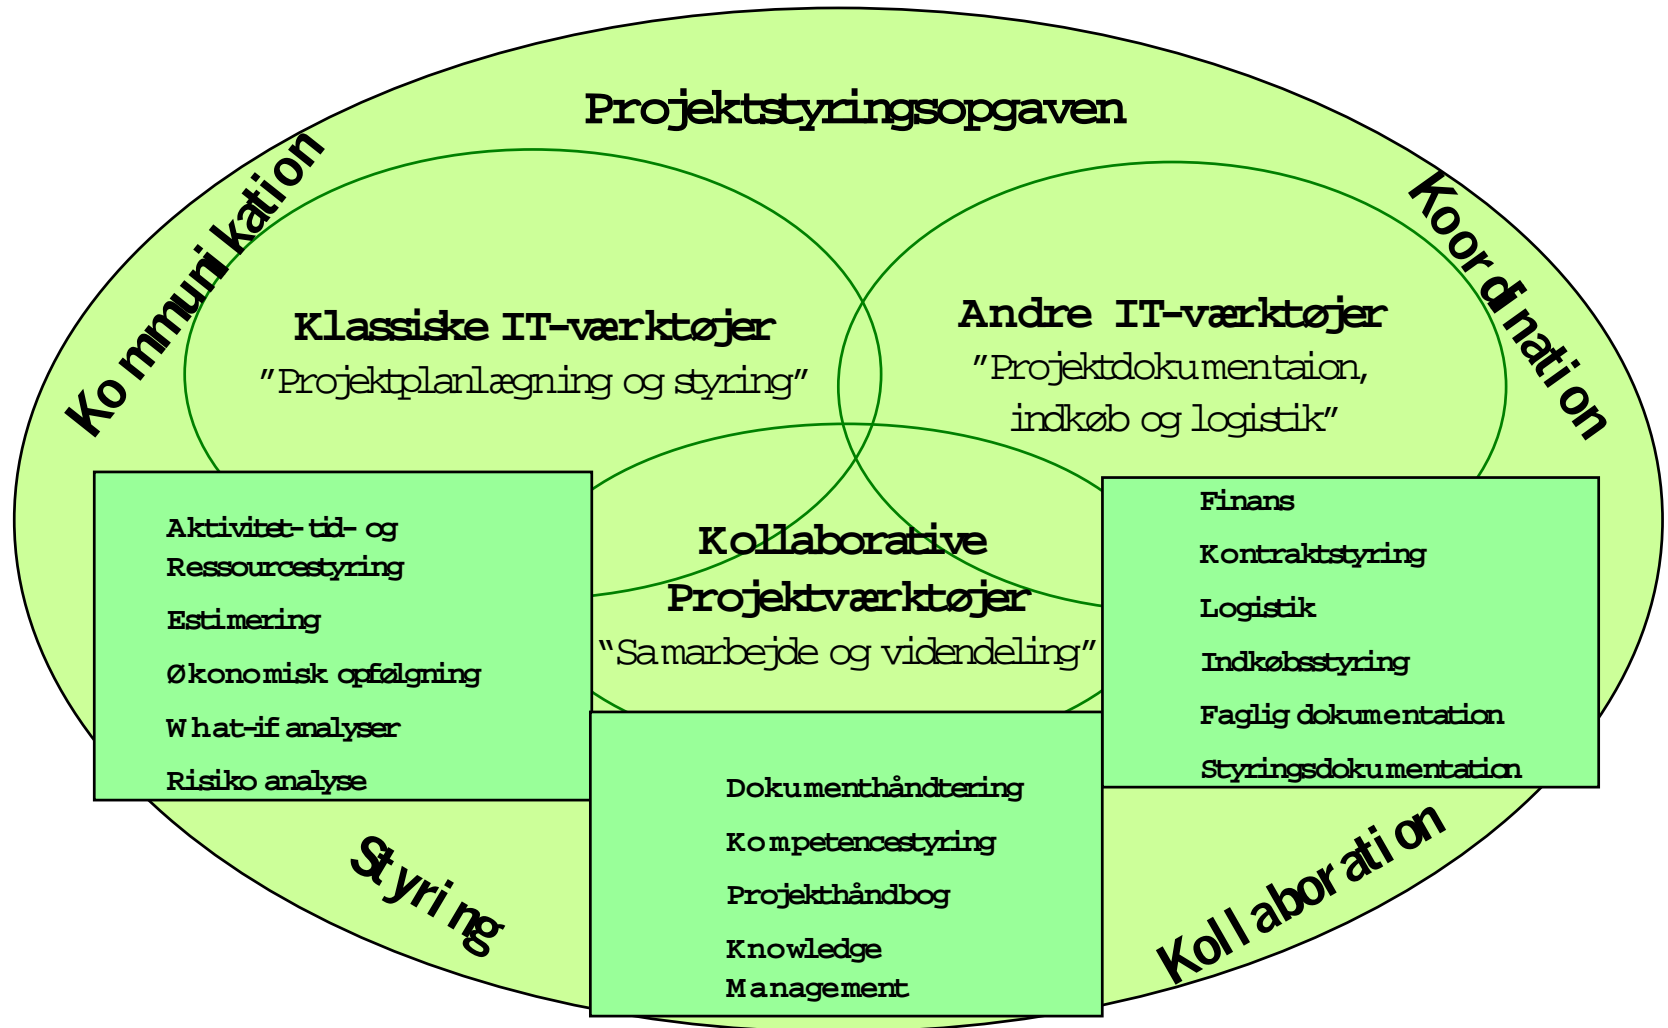 Projektstyringsopgaven
Kommunikation
Koordination
Klassiske IT-værktøjer
”Projektplanlægning og styring”
Andre IT-værktøjer
”Projektdokumentaion,
indkøb og logistik”
Kollaborative
Projektværktøjer
“Samarbejde og videndeling”
Aktivitet- tid- og
Ressourcestyring
Estimering
Økonomisk opfølgning
What-if analyser
Risiko analyse
Finans
Kontraktstyring
Logistik
Indkøbsstyring
Faglig dokumentation
Styringsdokumentation
Dokumenthåndtering
Kompetencestyring
Projekthåndbog
Knowledge
Management
Styring
Kollaboration